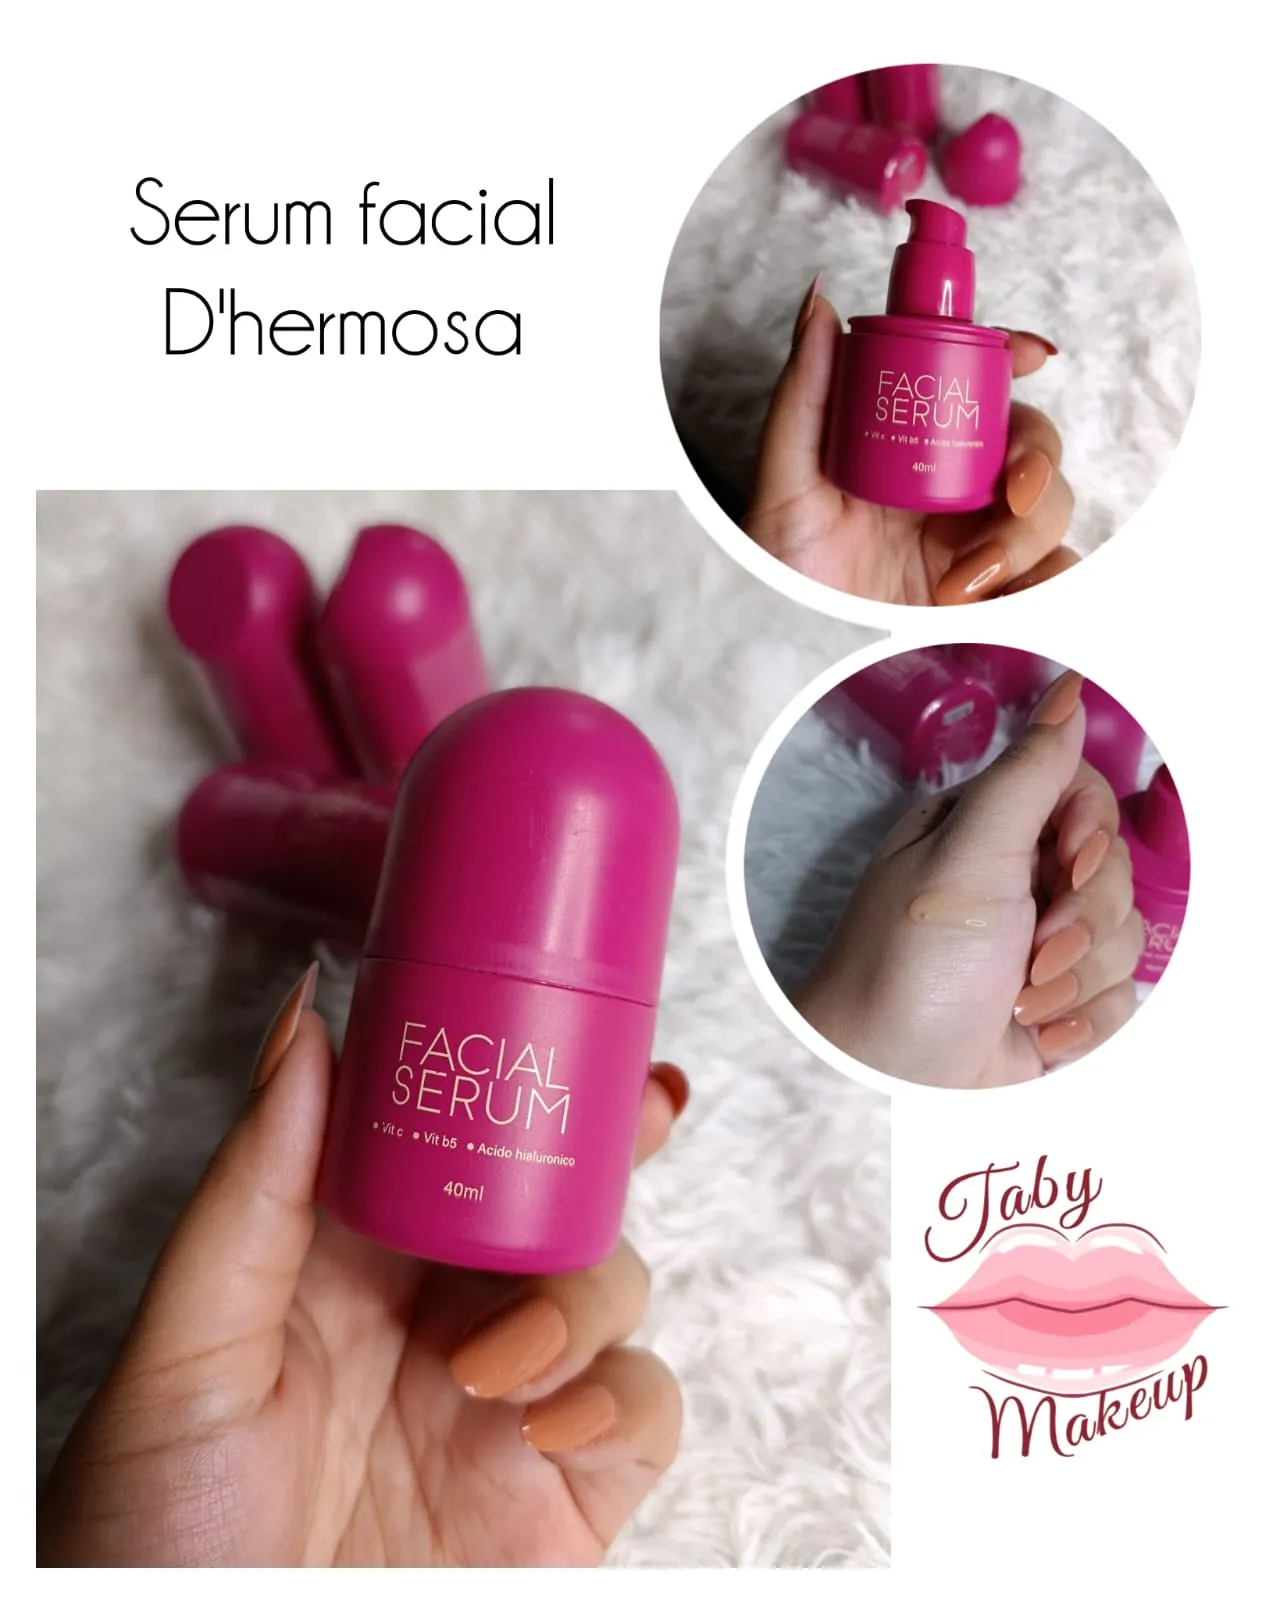 Serum facial
D'hermosa
FACIAL
SERUM
• Vit c • Vit b5 • Acido hialuronico
40ml
FACIAL
SERUM
• Vit c • Vit b5 • Acido hialuronico
40ml
Taby
Makeup